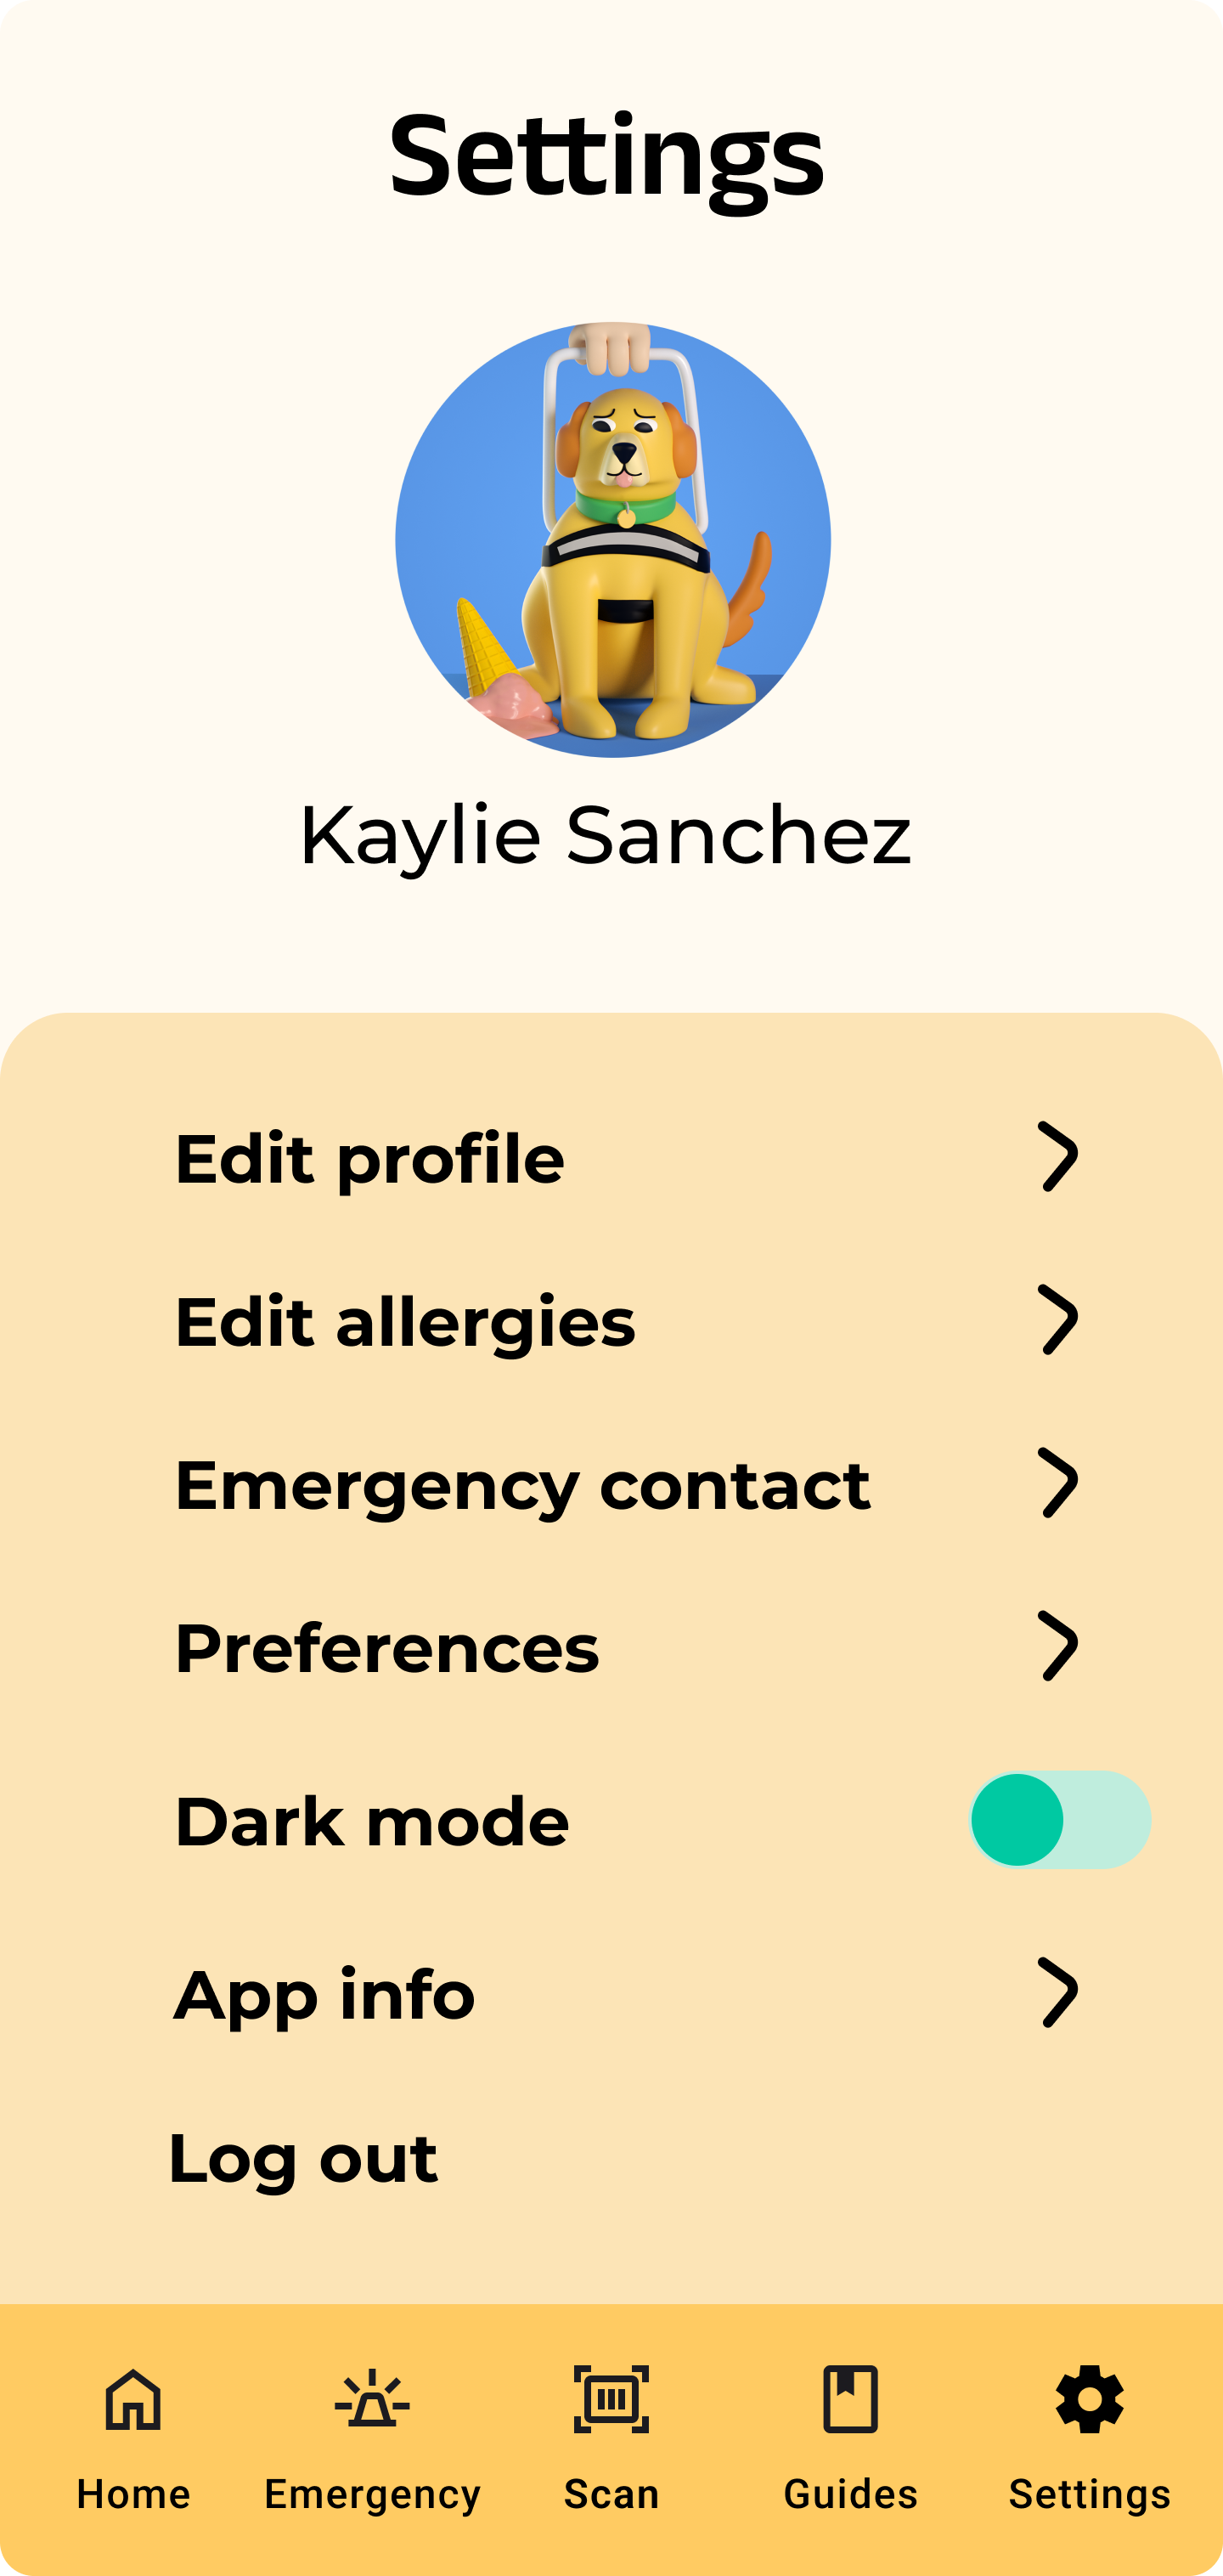 Settings
Kaylie Sanchez
Edit profile
Edit allergies
Emergency contact
Preferences
Dark mode
App info
Log out
Home
Emergency
Scan
Guides
Settings